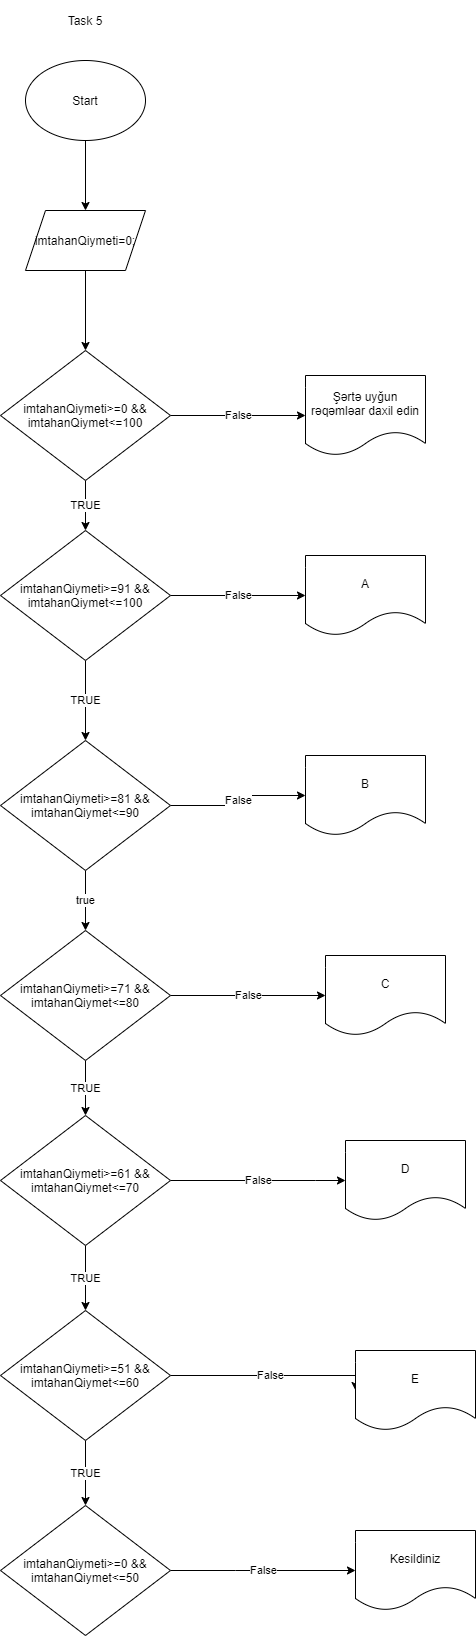 Task 5
Start
imtahanQiymeti=0;
imtahanQiymeti>=0 &&
imtahanQiymet<=100
False
Şərtə uyğun
rəqəmləar daxil edin
TRUE
imtahanQiymeti>=91 &&
imtahanQiymet<=100
False
A
TRUE
imtahanQiymeti>=81 &&
imtahanQiymet<=90
False
B
true
imtahanQiymeti>=71 &&
imtahanQiymet<=80
False
C
TRUE
imtahanQiymeti>=61 &&
imtahanQiymet<=70
False
D
TRUE
imtahanQiymeti>=51 &&
imtahanQiymet<=60
False
E
TRUE
imtahanQiymeti>=0 &&
imtahanQiymet<=50
False
Kesildiniz